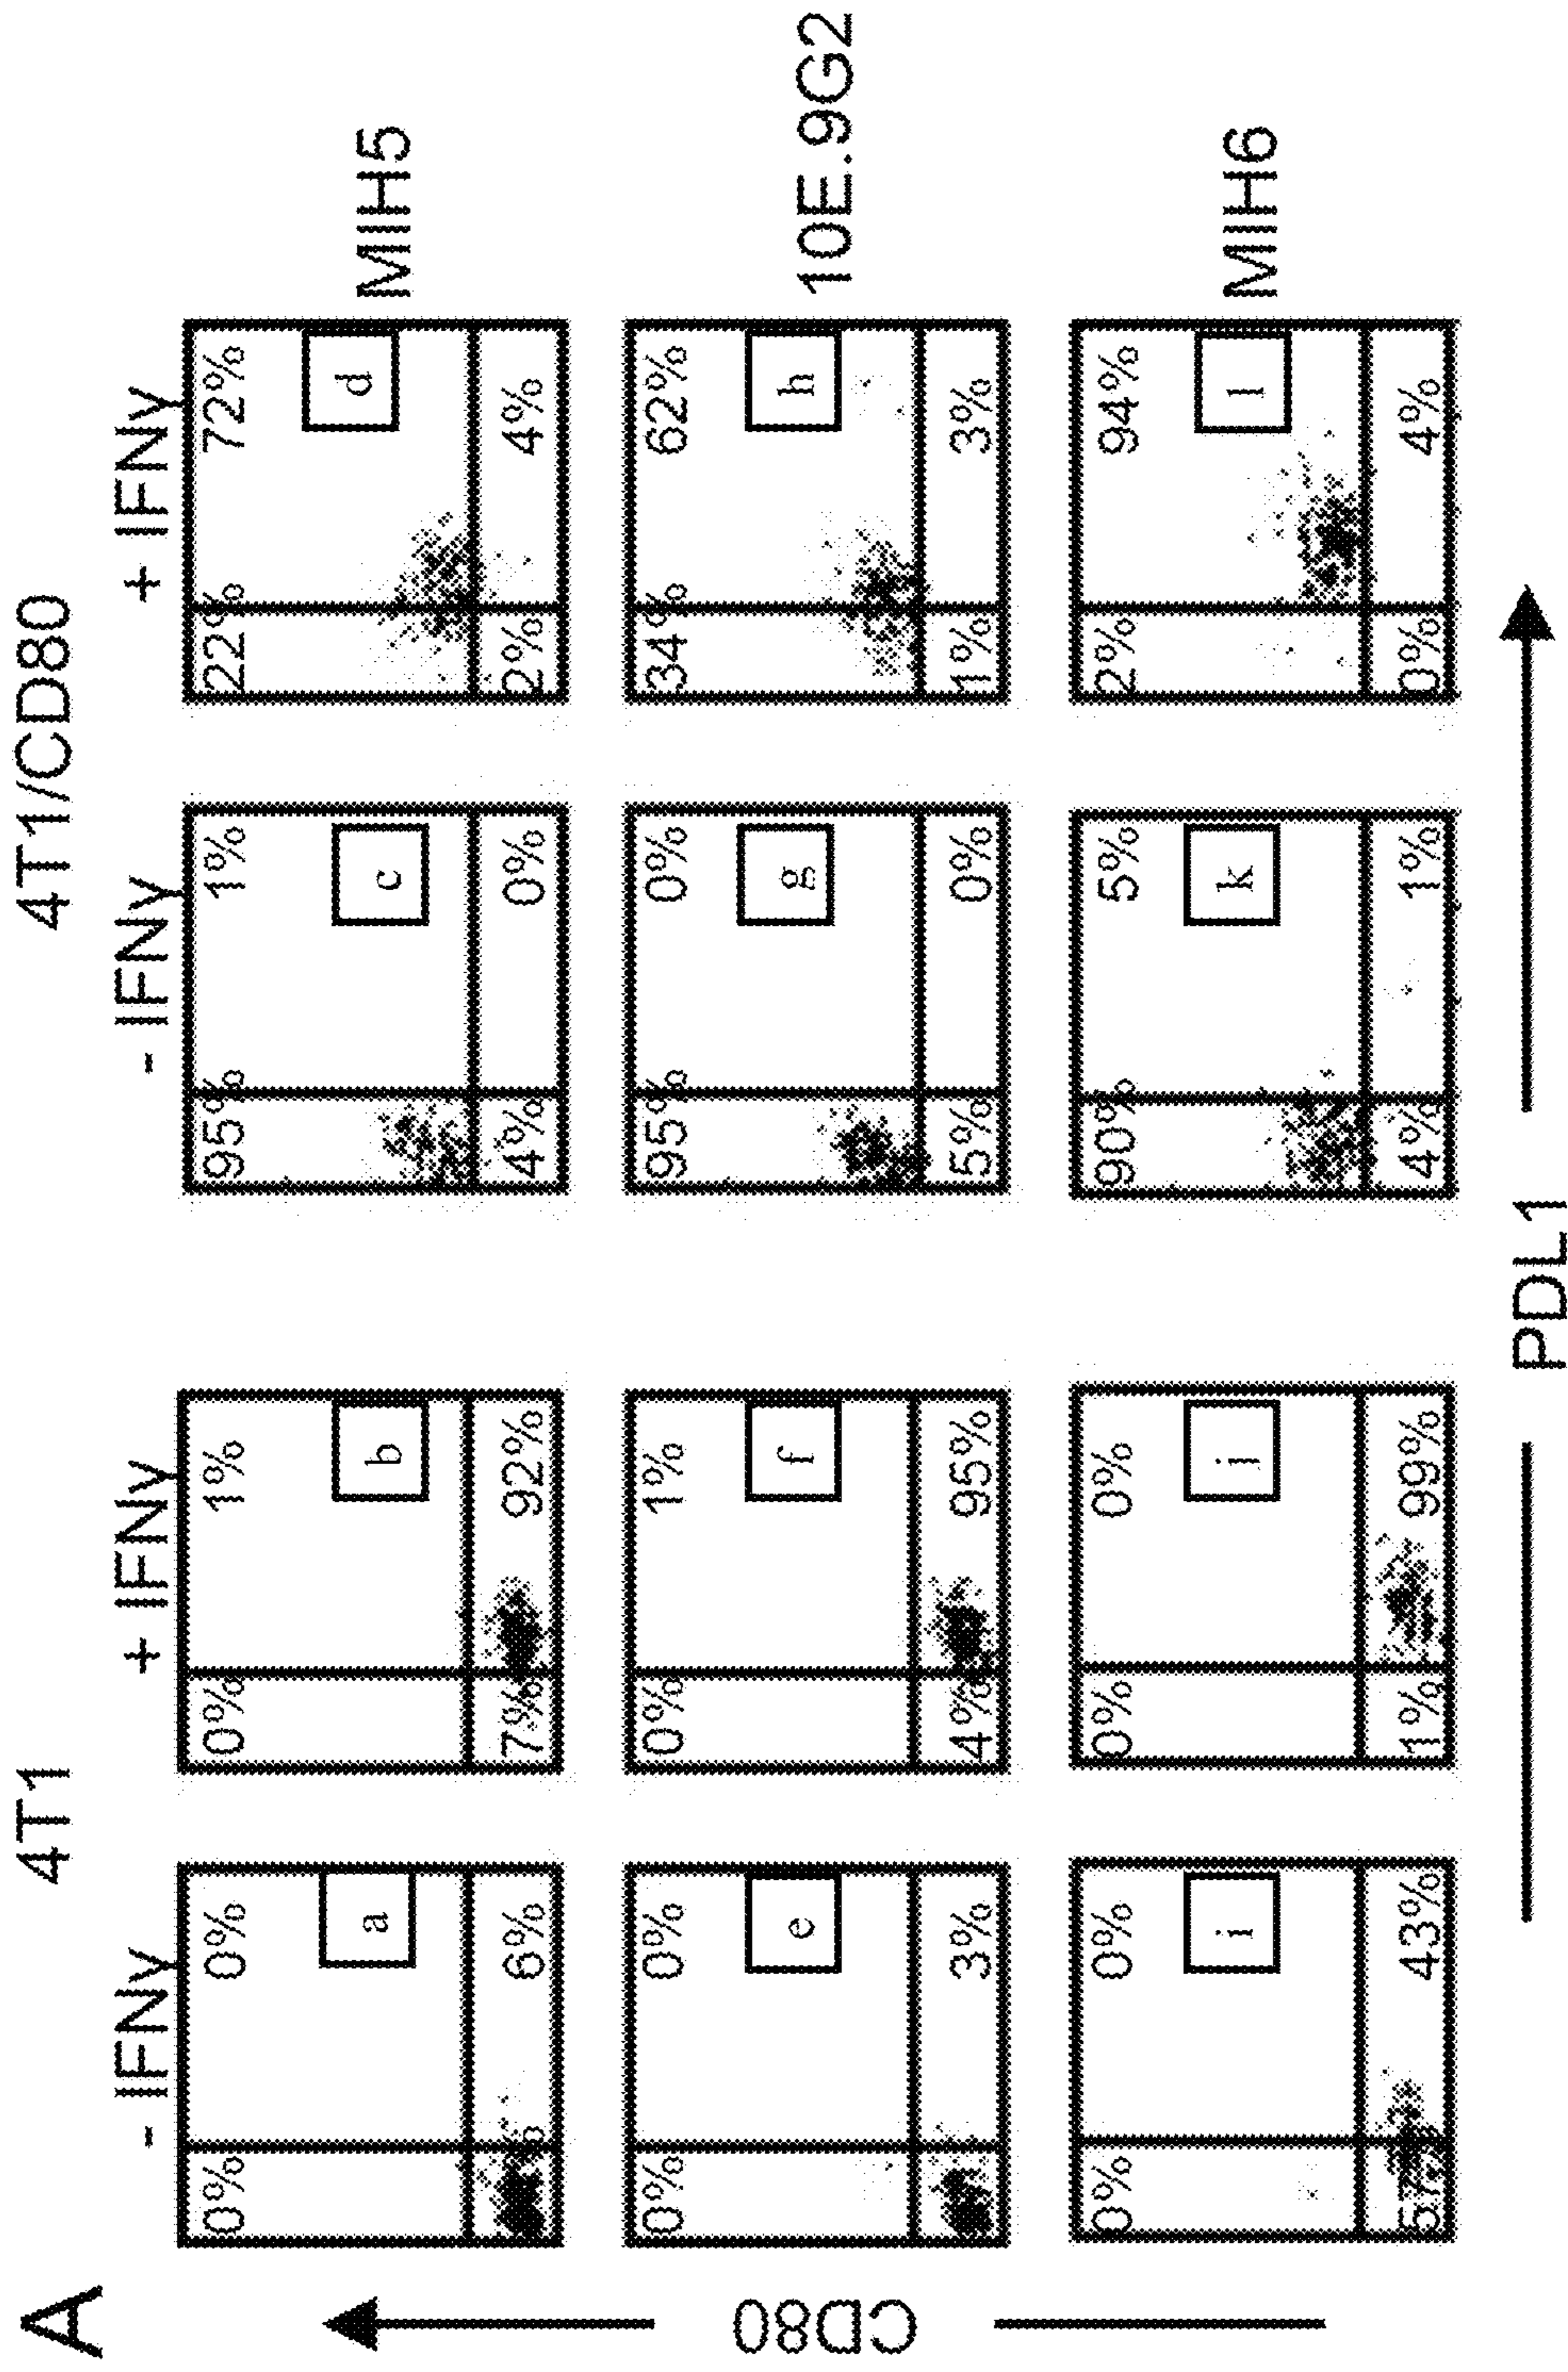 A
4T1
4T1/CD80
- IFNγ
+ IFNγ
- IFNγ
+ IFNγ
0%
0%
a
6%
0%
1%
b
7%
92%
95%
1%
c
4%
0%
22%
72%
d
2%
4%
MIH5
0%
0%
e
3%
0%
1%
f
4%
95%
95%
0%
g
5%
0%
34%
62%
h
1%
3%
10E.9G2
0%
0%
i
57%
43%
0%
0%
j
1%
99%
90%
5%
k
4%
1%
2%
94%
l
0%
4%
MIH6
CD80
PDL1